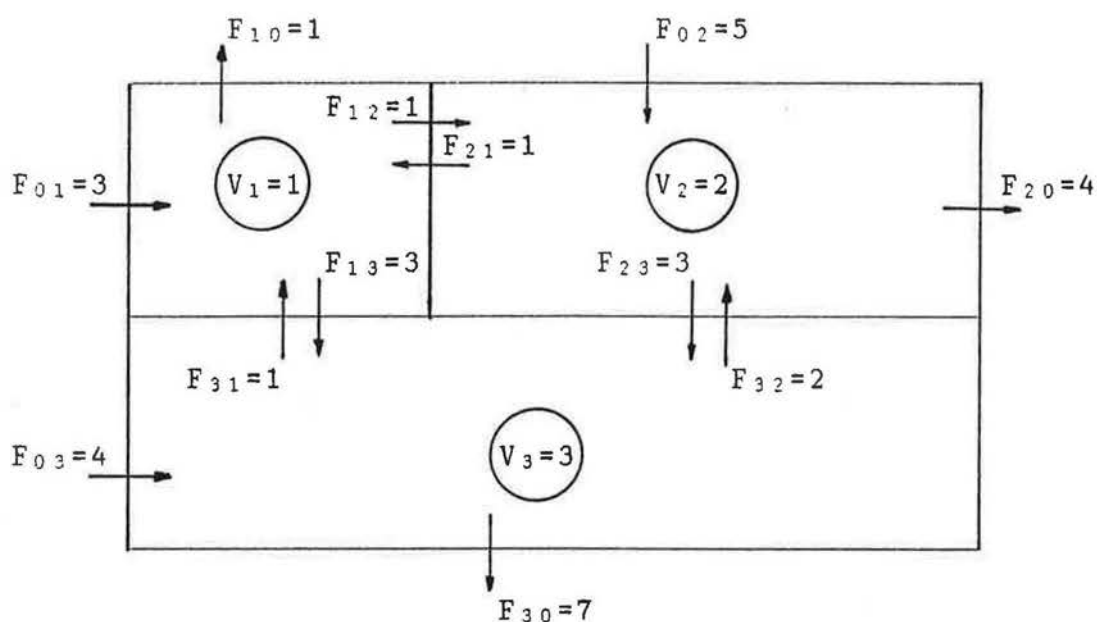 F₁₀=1
F₀₂=5
F₁₂=1
F₂₁=1
F₀₁=3
V₁=1
V₂=2
F₂₀=4
F₁₃=3
F₂₃=3
F₃₁=1
F₃₂=2
F₀₃=4
V₃=3
F₃₀=7